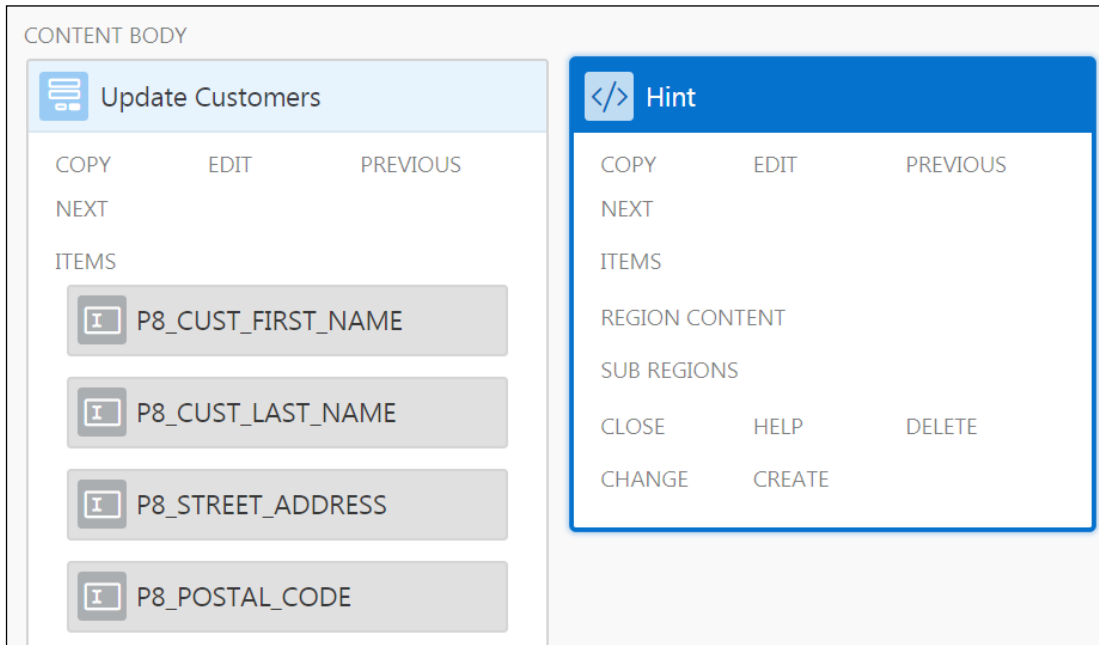 CONTENT BODY
Update Customers
COPY EDIT PREVIOUS
NEXT
ITEMS
P8_CUST_FIRST_NAME
P8_CUST_LAST_NAME
P8_STREET_ADDRESS
P8_POSTAL_CODE
</> Hint
COPY EDIT PREVIOUS
NEXT
ITEMS
REGION CONTENT
SUB REGIONS
CLOSE HELP DELETE
CHANGE CREATE